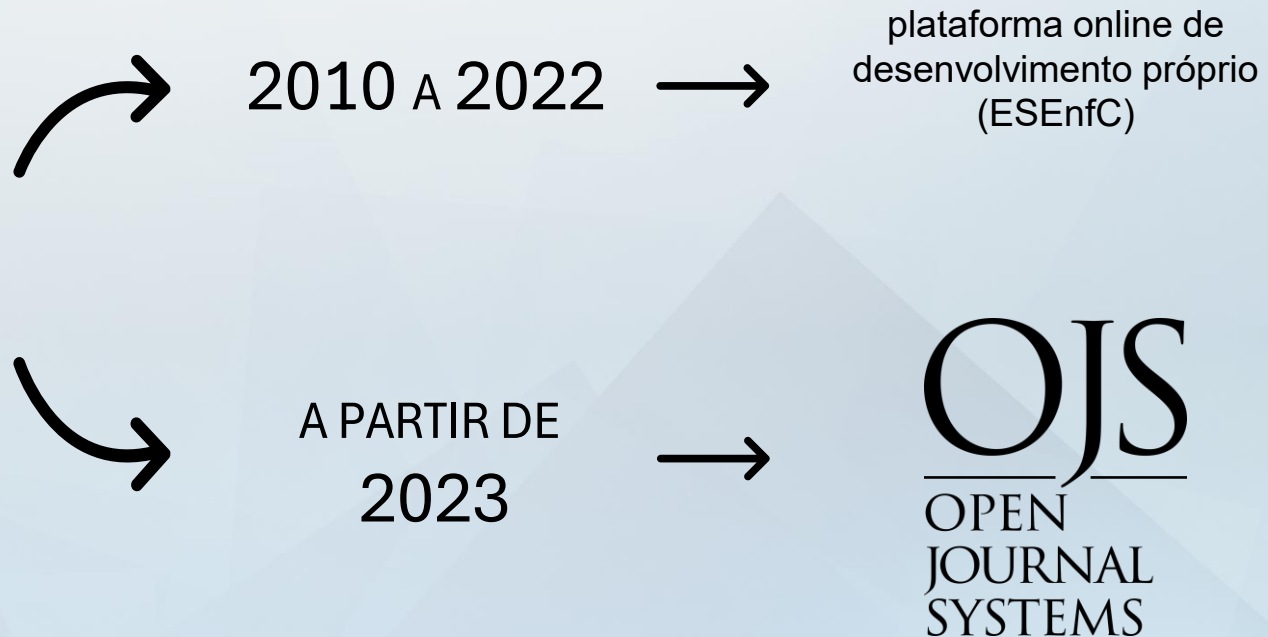 2010 A 2022
plataforma online de
desenvolvimento próprio
(ESEnfC)
A PARTIR DE
2023
OJS
OPEN
JOURNAL
SYSTEMS